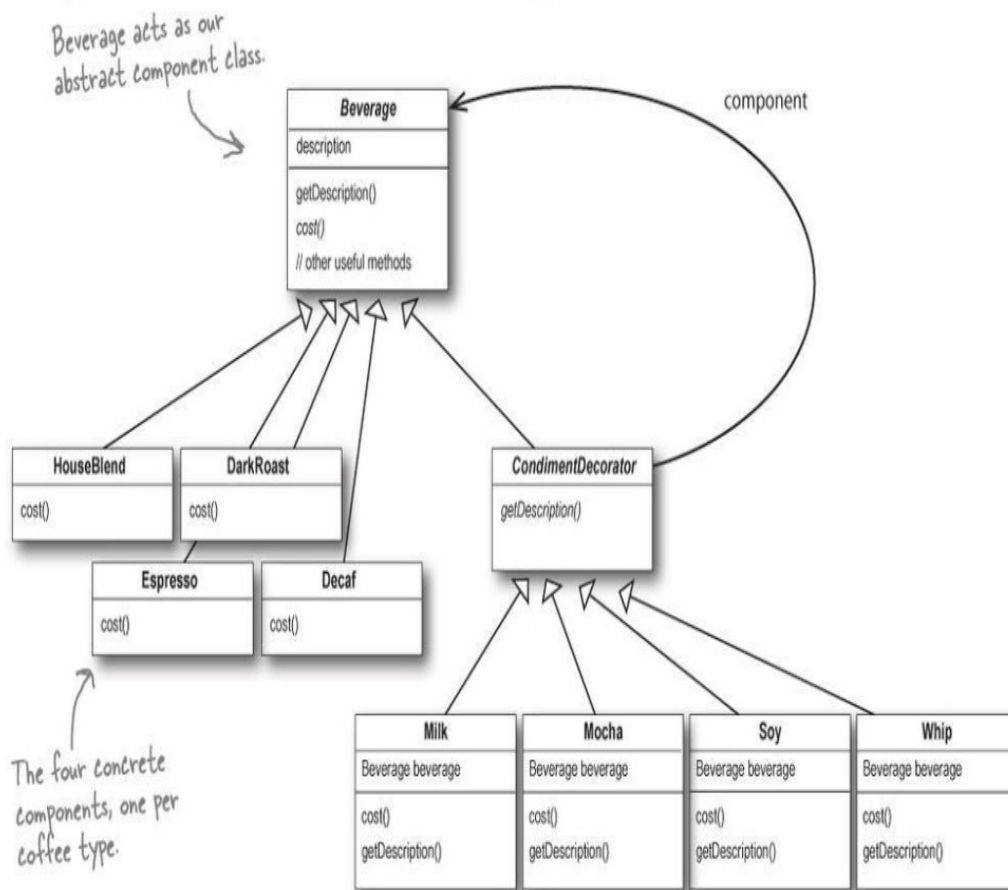 Beverage acts as our
abstract component class.
Beverage
description
getDescription()
cost()
// other useful methods
component
HouseBlend
cost()
DarkRoast
cost()
Espresso
cost()
Decaf
cost()
CondimentDecorator
getDescription()
The four concrete
components, one per
coffee type.
Milk
Beverage beverage
cost()
getDescription()
Mocha
Beverage beverage
cost()
getDescription()
Soy
Beverage beverage
cost()
getDescription()
Whip
Beverage beverage
cost()
getDescription()